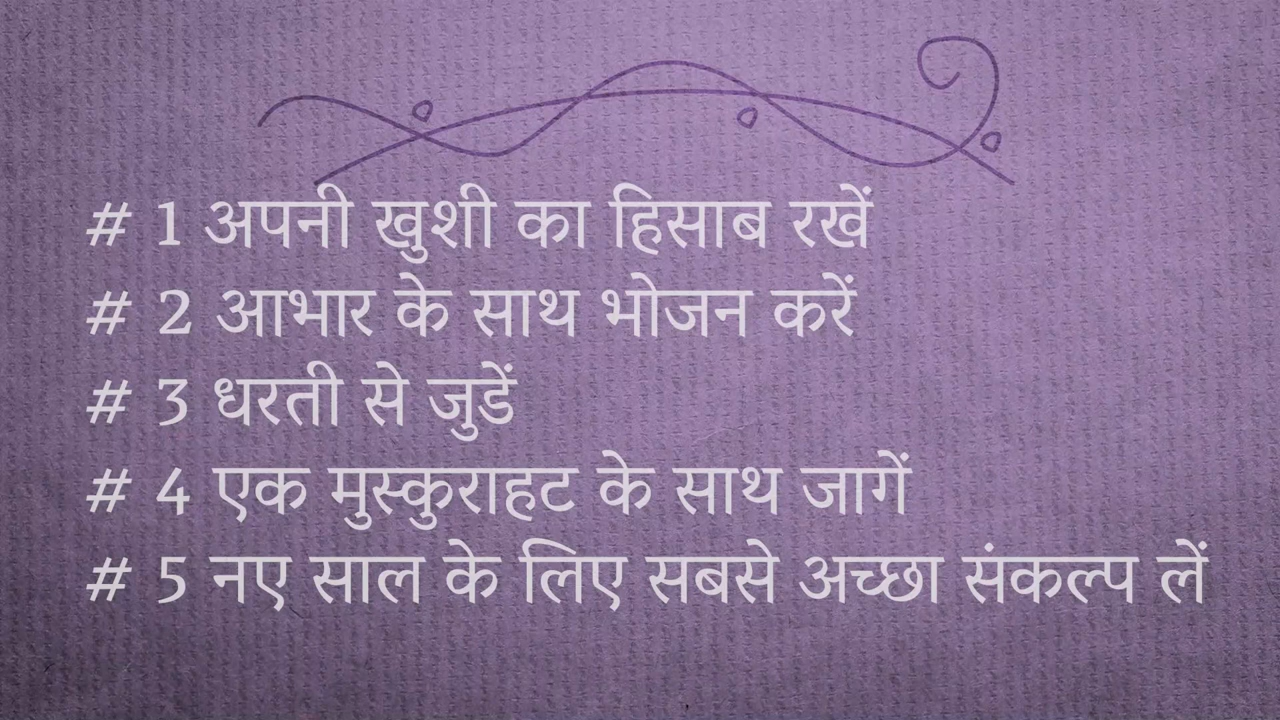 # 1 अपनी खुशी का हिसाब रखें
# 2 आभार के साथ भोजन करें
# 3 धरती से जुडें
# 4 एक मुस्कुराहट के साथ जागें
# 5 नए साल के लिए सबसे अच्छा संकल्प लें